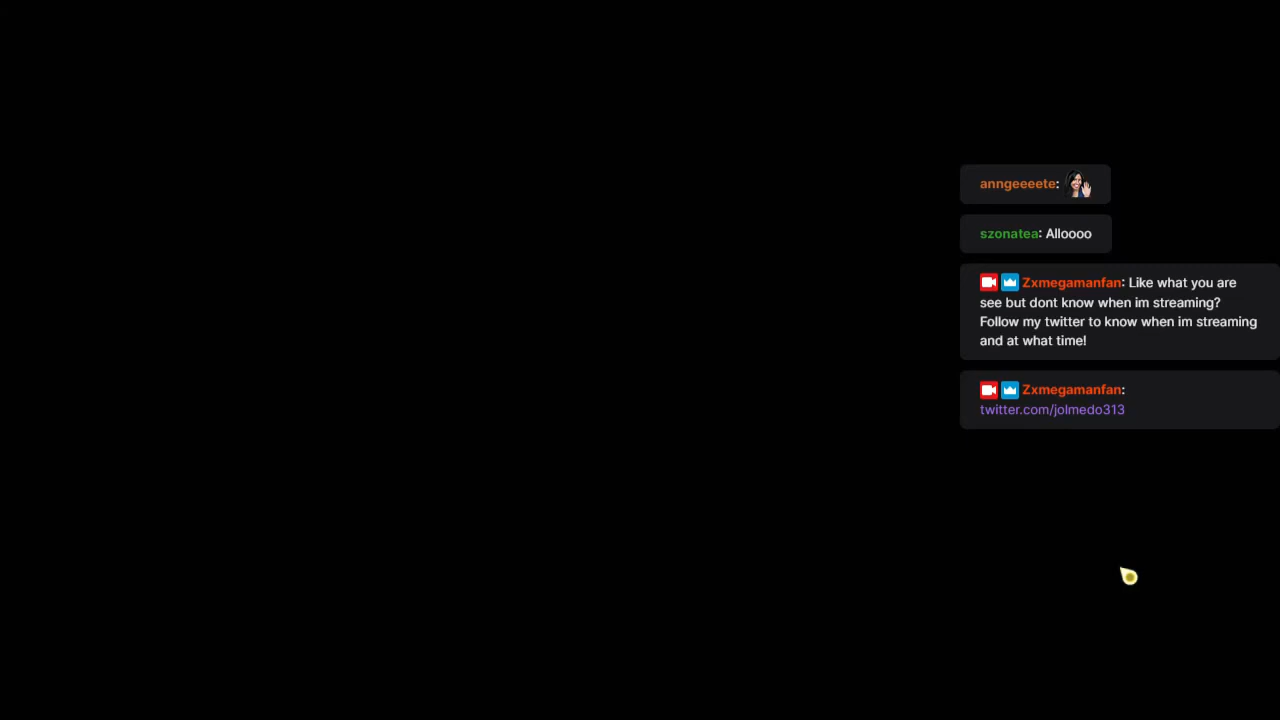 anngeeeete:
szonatea: Alloooo
Zxmegamanfan: Like what you are
see but dont know when im streaming?
Follow my twitter to know when im streaming
and at what time!
Zxmegamanfan:
twitter.com/jolmedo313